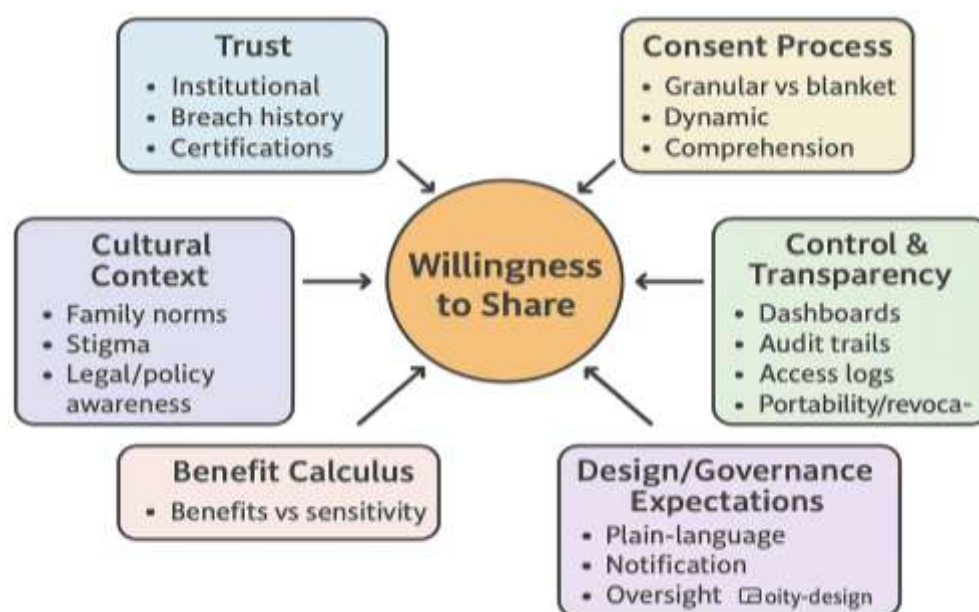 Trust
• Institutional
• Breach history
• Certifications
Consent Process
• Granular vs blanket
• Dynamic
• Comprehension
Cultural
Context
• Family norms
• Stigma
• Legal/policy
awareness
Willingness
to Share
Control &
Transparency
• Dashboards
• Audit trails
• Access logs
• Portability/revoca-
Benefit Calculus
• Benefits vs sensitivity
Design/Governance
Expectations
• Plain-language
• Notification
• Oversight oity-design